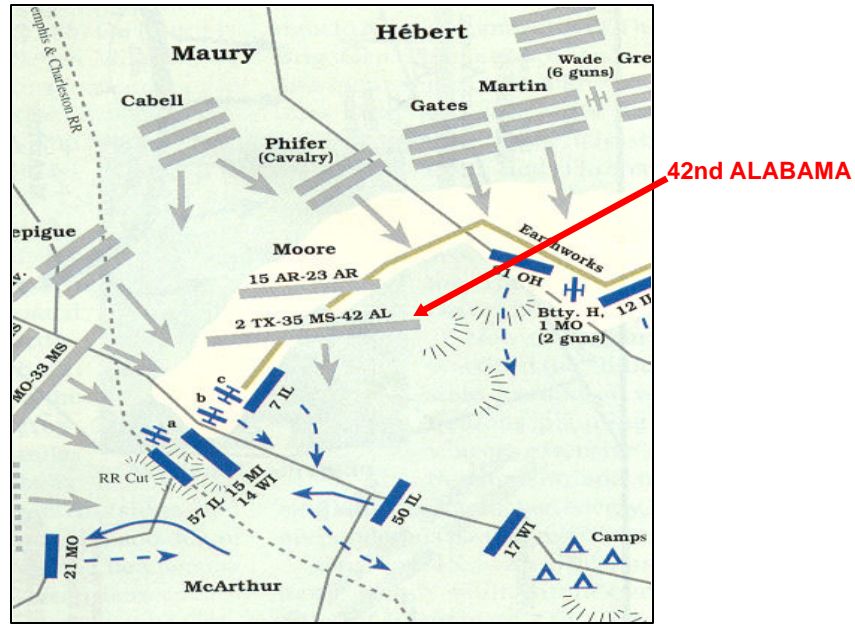 Hébert
Maury
Wade
(6 guns)
Gre
Martin
Gates
Cabell
emphis & Charleston RR
Phifer
(Cavalry)
42nd ALABAMA
epigue
Earthworks
Moore
15 AR-23 AR
81 OH
Btty. H,
1 MO
(2 guns)
12 IL
v.
2 TX-35 MS-42 AL
MO-33 MS
MS
c
b
7 IL
a
RR Cut
15 MI
14 WI
57 IL
50 IL
17 WI
Camps
21 MO
McArthur